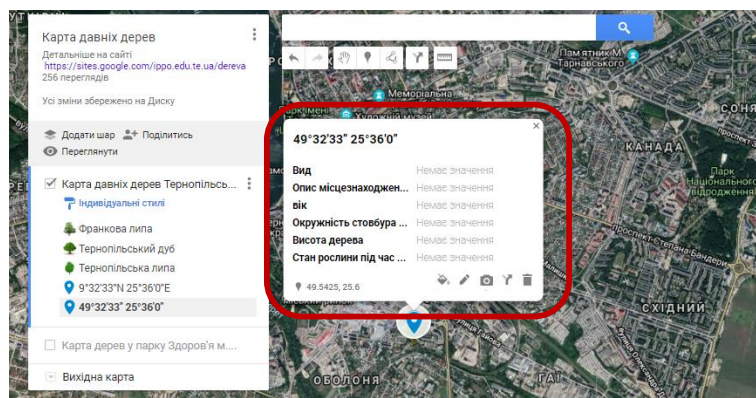 Карта давніх дерев
Детальніше на сайті
https://sites.google.com/ippo.edu.te.ua/dereva
256 переглядів
Усі зміни збережено на Диску
Додати шар Поділитись
Переглянути
Карта давніх дерев Тернопільсь...
Індивідуальні стилі
Франкова липа
Тернопільський дуб
Тернопільська липа
9°32'33"N 25°36'0"E
49°32'33" 25°36'0"
Карта дерев у парку Здоров'я м....
Вихідна карта
49°32'33" 25°36'0"
Вид Немає значення
Опис місцезнаходжен... Немає значення
вік Немає значення
Окружність стовбура ... Немає значення
Висота дерева Немає значення
Стан рослини під час ... Немає значення
49.5425, 25.6
Пам'ятник М.
Тарнавського
Меморіальна
Художній музей
КАНАДА
Парк
Національного
відродження
проспект Степана Бандери
СХІДНИЙ
вулиця Гайова
ОБОЛОНЯ
ГАЇ